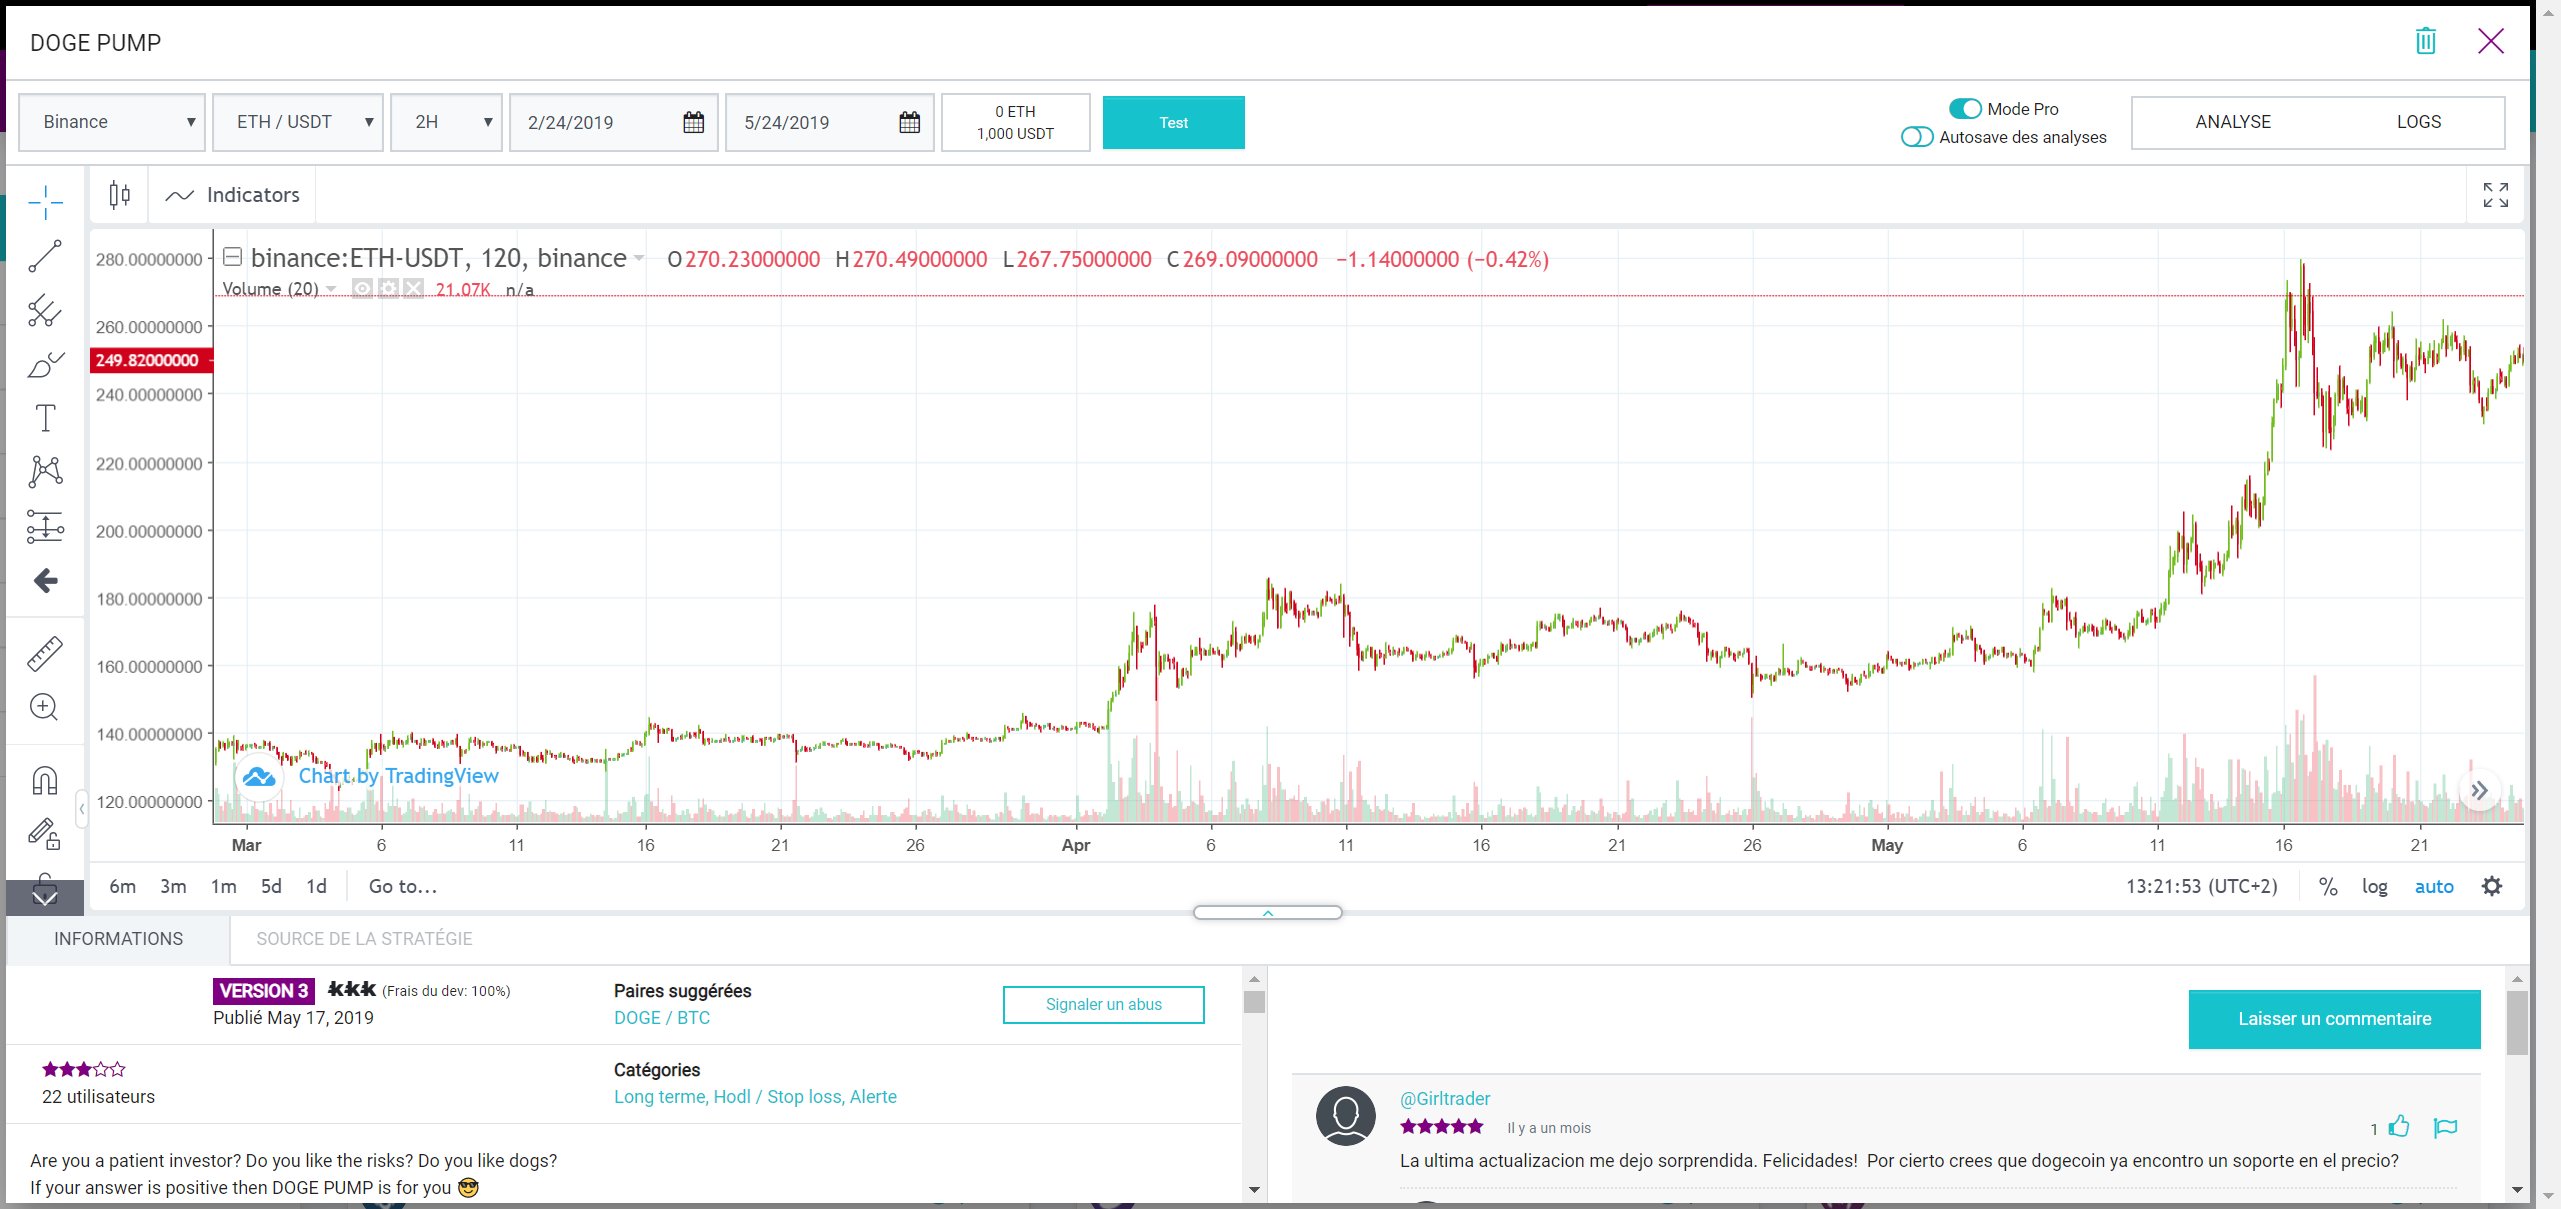 DOGE PUMP
Binance
ETH / USDT
2H
2/24/2019
5/24/2019
0 ETH
1,000 USDT
Test
Mode Pro
Autosave des analyses
ANALYSE
LOGS
Indicators
binance:ETH-USDT, 120, binance
O270.23000000 H270.49000000 L267.75000000 C269.09000000 −1.14000000 (−0.42%)
Volume (20)
21.07K n/a
280.00000000
260.00000000
249.82000000
240.00000000
220.00000000
200.00000000
180.00000000
160.00000000
140.00000000
120.00000000
Chart by TradingView
Mar 6 11 16 21 26 Apr 6 11 16 21 26 May 6 11 16 21
6m 3m 1m 5d 1d Go to...
13:21:53 (UTC+2) % log auto
INFORMATIONS
SOURCE DE LA STRATÉGIE
VERSION 3 kkk (Frais du dev: 100%)
Publié May 17, 2019
Paires suggérées
DOGE / BTC
Signaler un abus
22 utilisateurs
Catégories
Long terme, Hodl / Stop loss, Alerte
Are you a patient investor? Do you like the risks? Do you like dogs?
If your answer is positive then DOGE PUMP is for you 😎
Laisser un commentaire
@Girltrader
Il y a un mois
1
La ultima actualizacion me dejo sorprendida. Felicidades! Por cierto crees que dogecoin ya encontro un soporte en el precio?